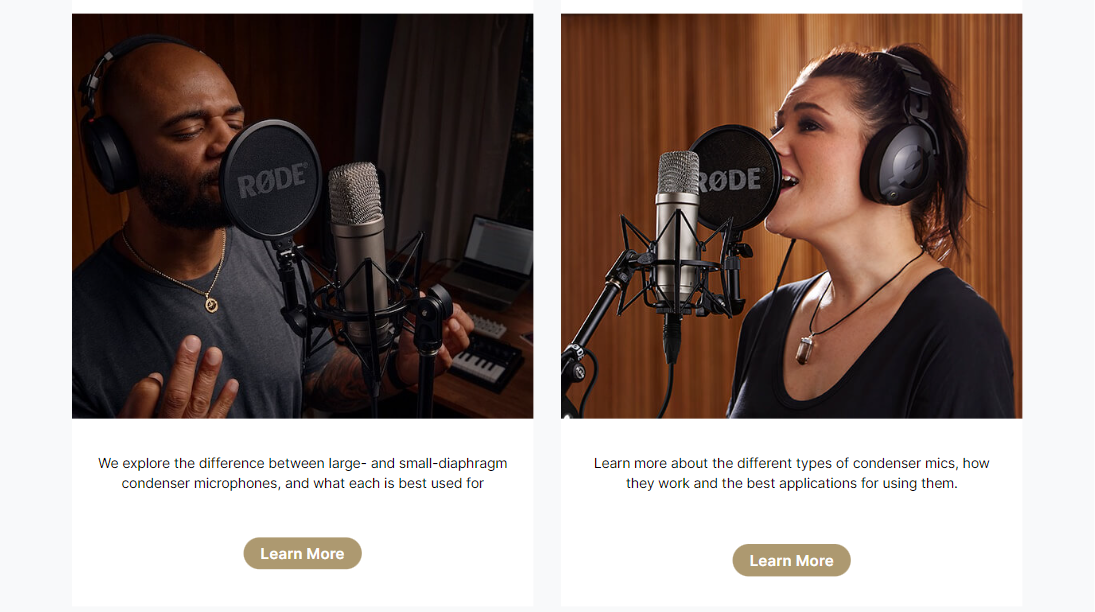 RØDE
RØDE
We explore the difference between large- and small-diaphragm
condenser microphones, and what each is best used for
Learn More
Learn more about the different types of condenser mics, how
they work and the best applications for using them.
Learn More